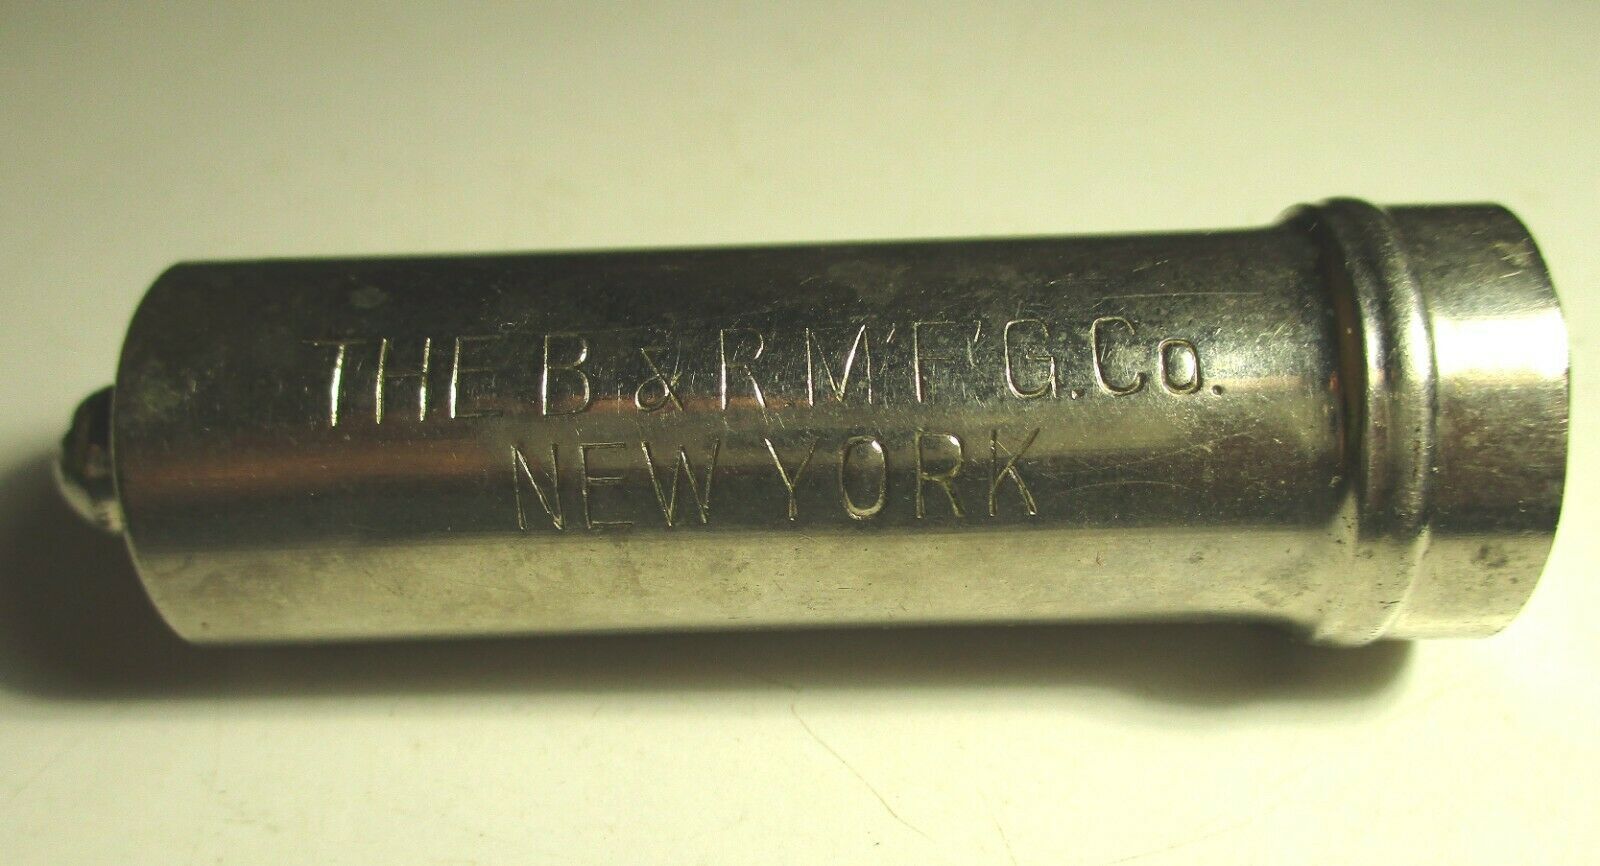 THE B & R.M'F'G.Co.
NEW YORK